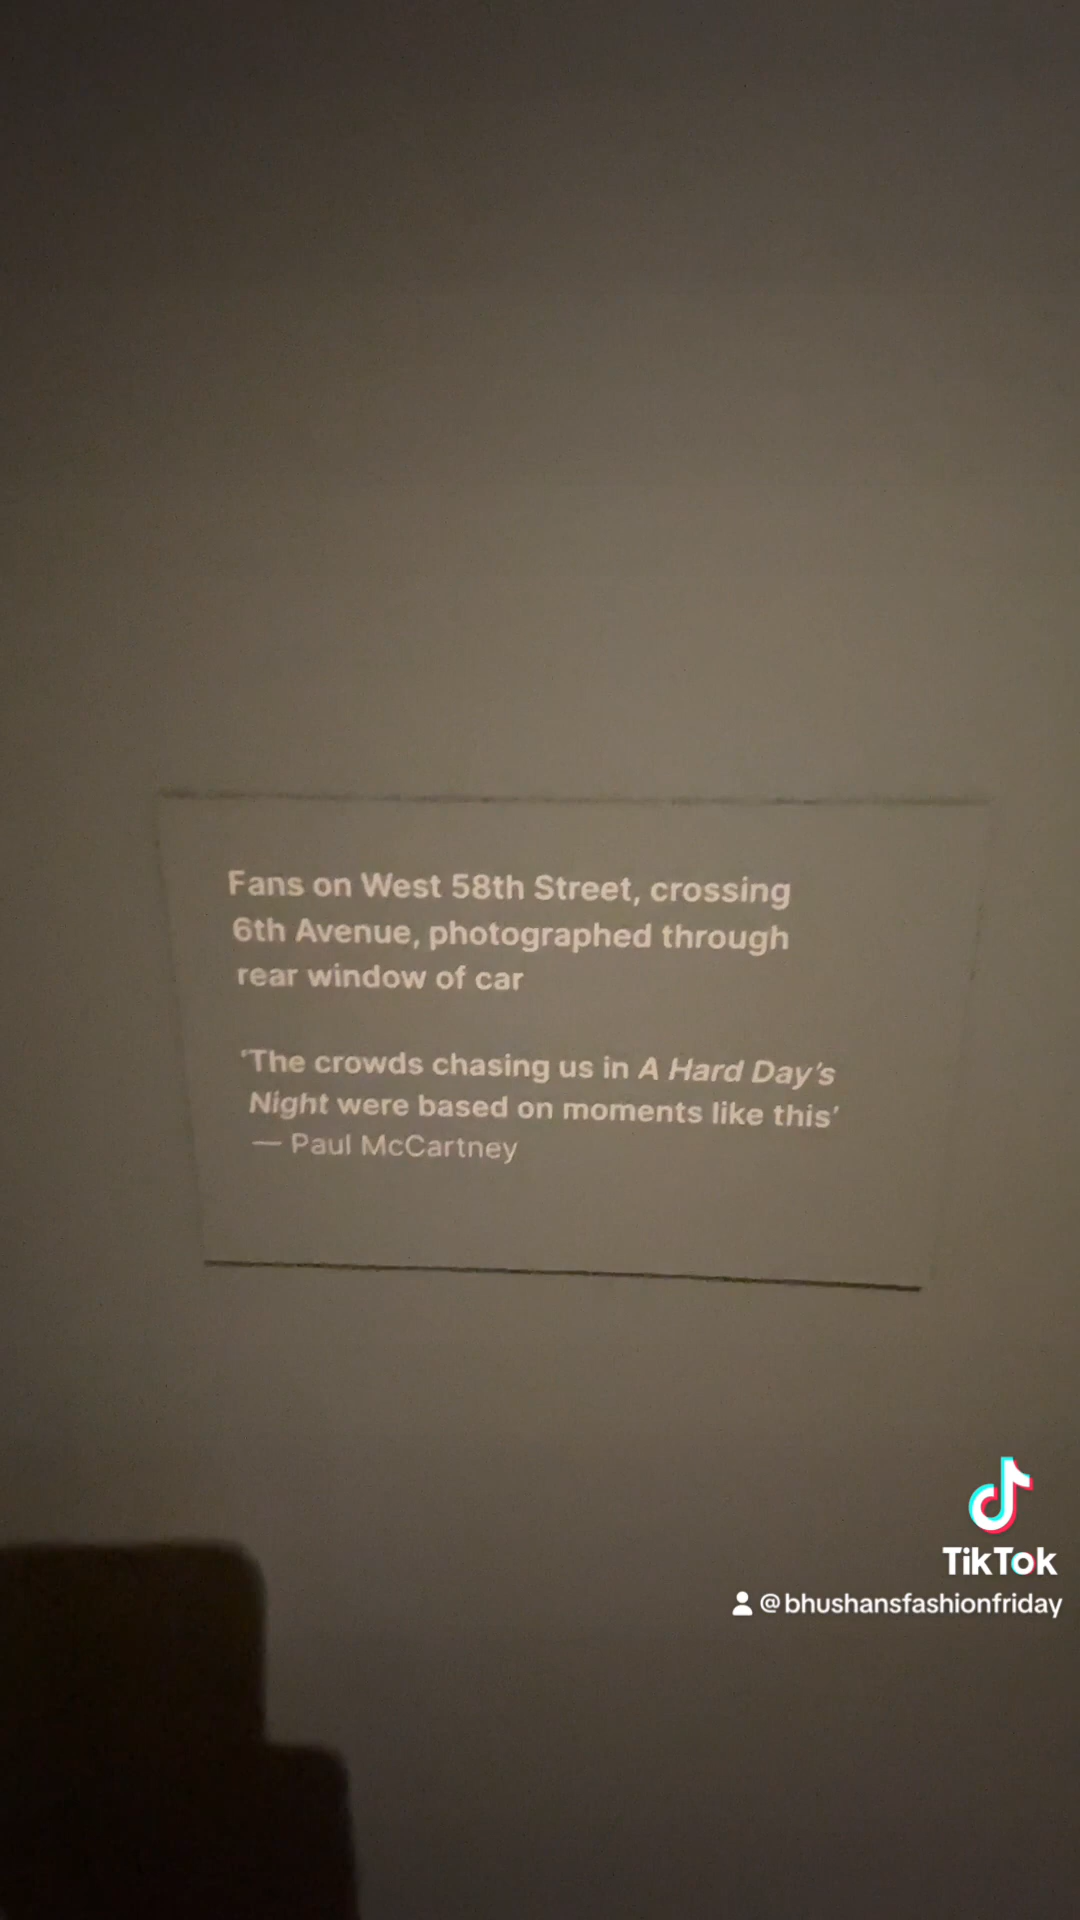 Fans on West 58th Street, crossing
6th Avenue, photographed through
rear window of car
‘The crowds chasing us in A Hard Day’s
Night were based on moments like this’
— Paul McCartney
TikTok
@bhushansfashionfriday